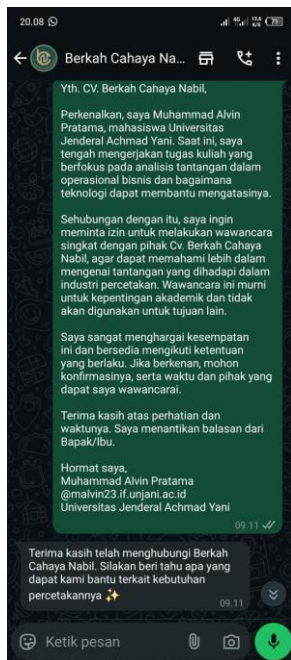 20.08
Berkah Cahaya Na...
Yth. CV. Berkah Cahaya Nabil,
Perkenalkan, saya Muhammad Alvin
Pratama, mahasiswa Universitas
Jenderal Achmad Yani. Saat ini, saya
tengah mengerjakan tugas kuliah yang
berfokus pada analisis tantangan dalam
operasional bisnis dan bagaimana
teknologi dapat membantu mengatasinya.
Sehubungan dengan itu, saya ingin
meminta izin untuk melakukan wawancara
singkat dengan pihak Cv. Berkah Cahaya
Nabil, agar dapat memahami lebih dalam
mengenai tantangan yang dihadapi dalam
industri percetakan. Wawancara ini murni
untuk kepentingan akademik dan tidak
akan digunakan untuk tujuan lain.
Saya sangat menghargai kesempatan
ini dan bersedia mengikuti ketentuan
yang berlaku. Jika berkenan, mohon
konfirmasinya, serta waktu dan pihak yang
dapat saya wawancarai.
Terima kasih atas perhatian dan
waktunya. Saya menantikan balasan dari
Bapak/Ibu.
Hormat saya,
Muhammad Alvin Pratama
@malvin23.if.unjani.ac.id
Universitas Jenderal Achmad Yani
09.11
Terima kasih telah menghubungi Berkah
Cahaya Nabil. Silakan beri tahu apa yang
dapat kami bantu terkait kebutuhan
percetakannya ✨
09.11
Ketik pesan